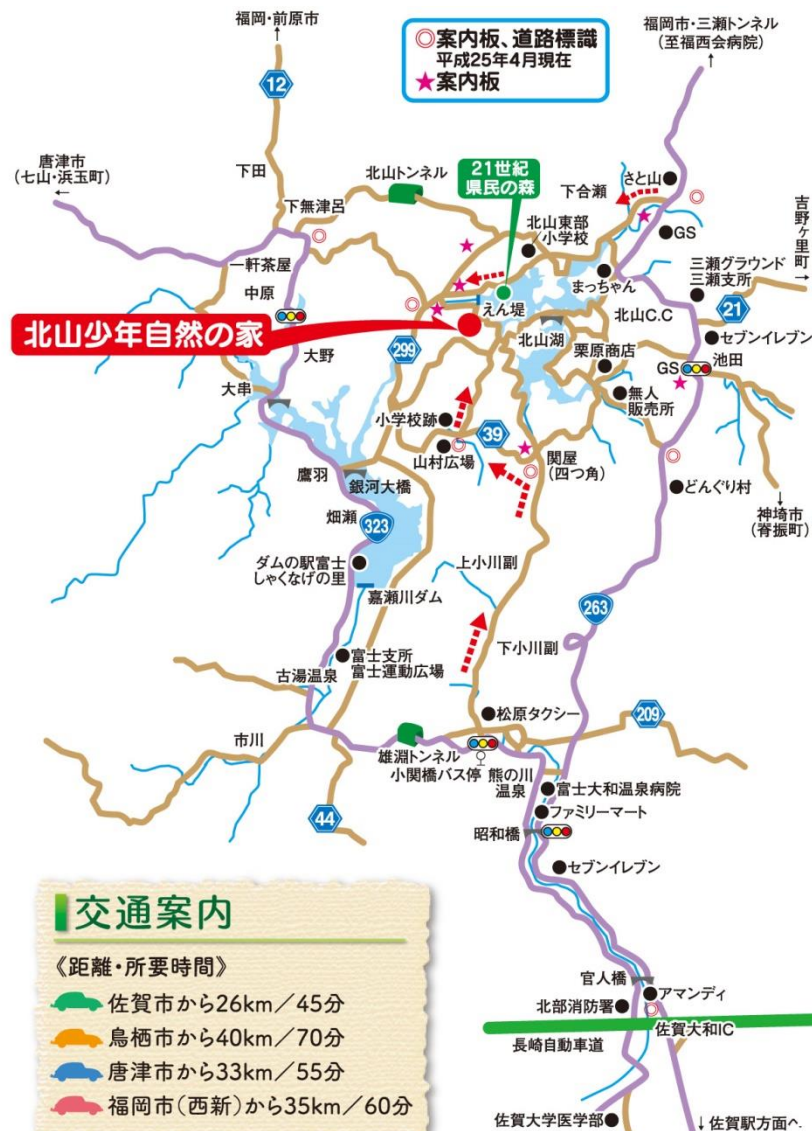 福岡・前原市
↑
◎案内板、道路標識
平成25年4月現在
★案内板
福岡市・三瀬トンネル
(至福西会病院)
↑
12
唐津市
(七山・浜玉町)
←
下田
北山トンネル
21世紀
県民の森
下合瀬
さと山
吉野ヶ里町
→
下無津呂
北山東部
小学校
GS
一軒茶屋
中原
まっちゃん
三瀬グラウンド
三瀬支所
えん堤
北山C.C
21
北山少年自然の家
299
北山湖
栗原商店
セブンイレブン
大野
GS
池田
大串
無人
販売所
小学校跡
39
山村広場
関屋
(四つ角)
どんぐり村
鷹羽
銀河大橋
↓
神埼市
(脊振町)
畑瀬
323
ダムの駅富士
しゃくなげの里
上小川副
嘉瀬川ダム
263
下小川副
富士支所
富士運動広場
古湯温泉
松原タクシー
209
市川
雄淵トンネル
小関橋バス停
熊の川
温泉
44
富士大和温泉病院
ファミリーマート
昭和橋
セブンイレブン
交通案内
《距離・所要時間》
佐賀市から26km/45分
鳥栖市から40km/70分
唐津市から33km/55分
福岡市(西新)から35km/60分
官人橋
アマンディ
北部消防署
佐賀大和IC
長崎自動車道
佐賀大学医学部
↓佐賀駅方面へ